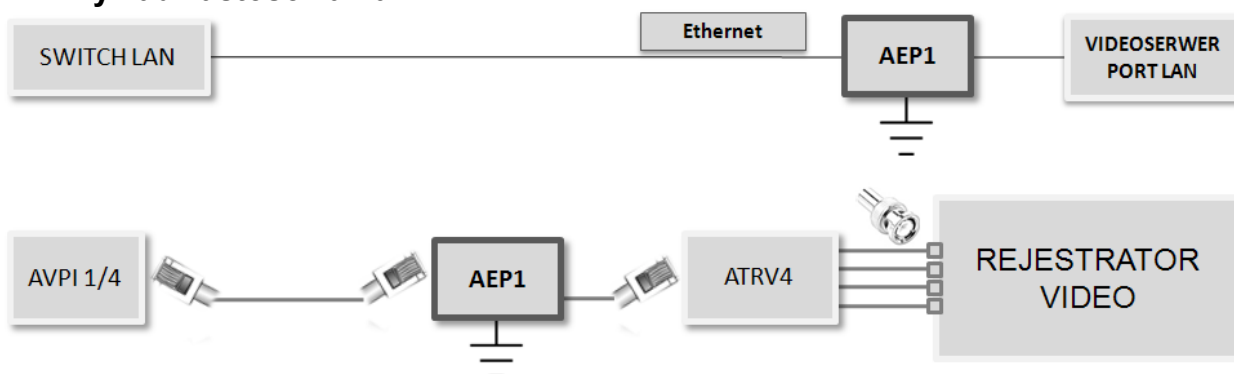 SWITCH LAN
Ethernet
AEP1
VIDEOSERWER
PORT LAN
AVPI 1/4
AEP1
ATRV4
REJESTRATOR
VIDEO